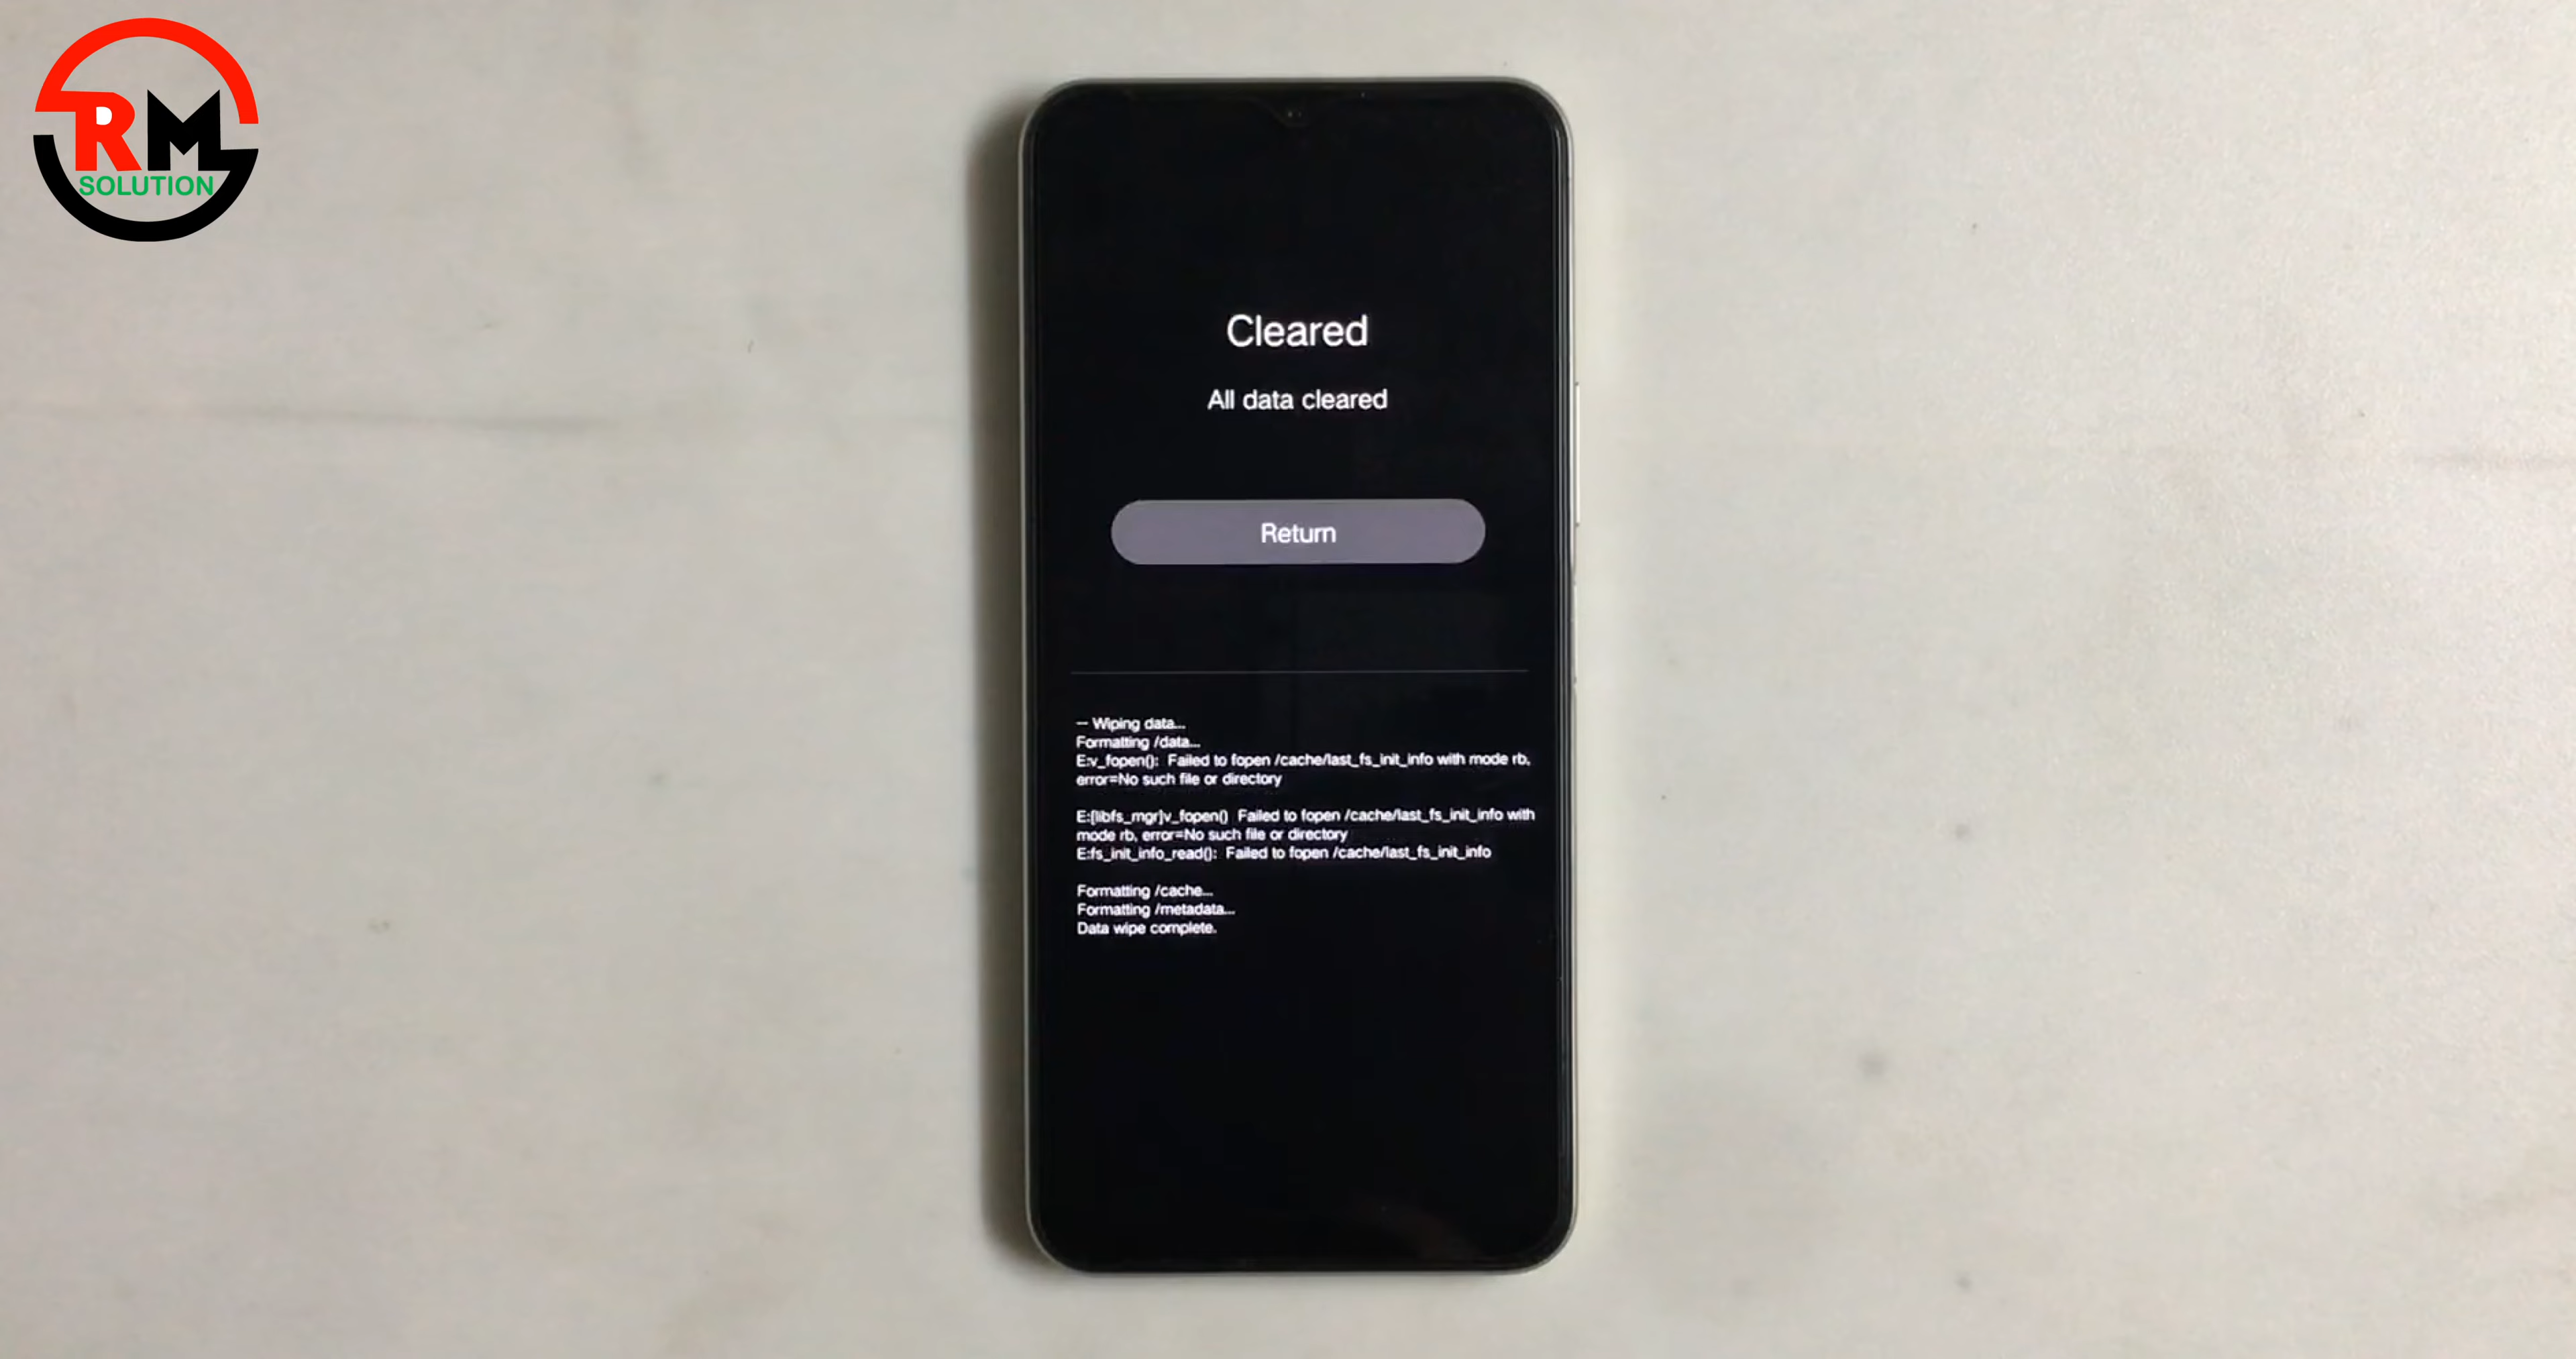 RM
SOLUTION
Cleared
All data cleared
Return
-- Wiping data...
Formatting /data...
E:v_fopen():  Failed to fopen /cache/last_fs_init_info with mode rb,
error=No such file or directory
E:[libfs_mgr]v_fopen()  Failed to fopen /cache/last_fs_init_info with
mode rb, error=No such file or directory
E:fs_init_info_read():  Failed to fopen /cache/last_fs_init_info
Formatting /cache...
Formatting /metadata...
Data wipe complete.